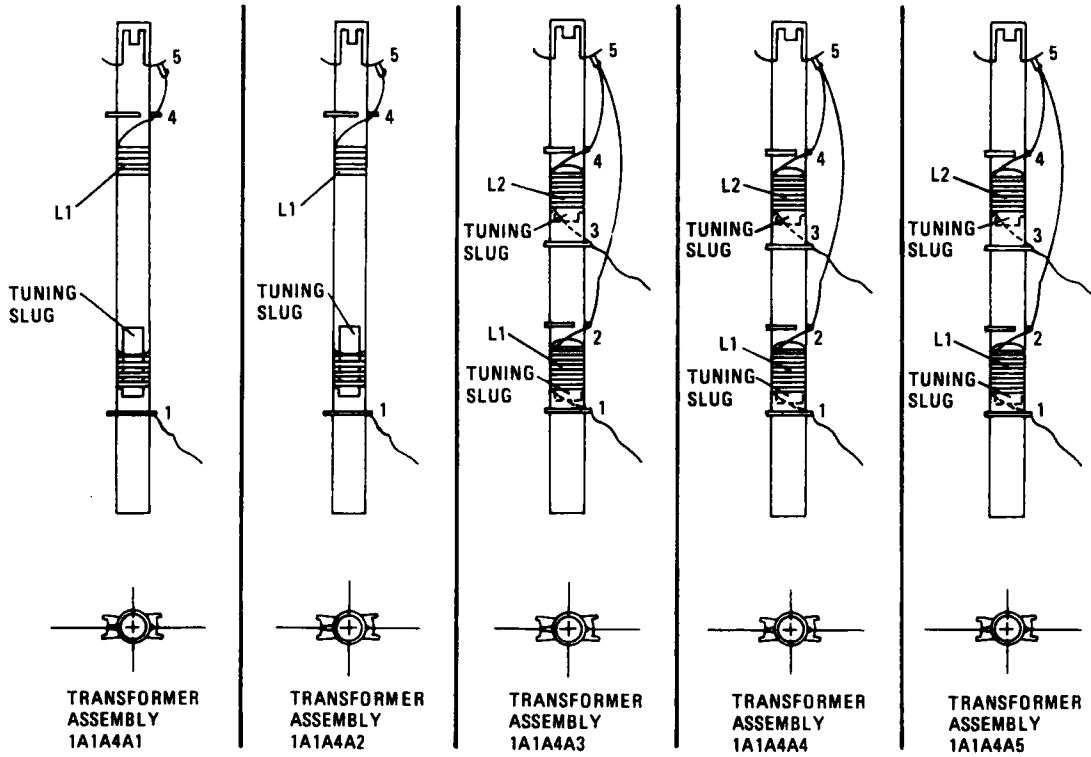 5
4
L1
TUNING
SLUG
1
TRANSFORMER
ASSEMBLY
1A1A4A1
5
4
L1
TUNING
SLUG
1
TRANSFORMER
ASSEMBLY
1A1A4A2
5
4
L2
TUNING
SLUG
3
2
L1
TUNING
SLUG
1
TRANSFORMER
ASSEMBLY
1A1A4A3
5
4
L2
TUNING
SLUG
3
2
L1
TUNING
SLUG
1
TRANSFORMER
ASSEMBLY
1A1A4A4
5
4
L2
TUNING
SLUG
3
2
L1
TUNING
SLUG
1
TRANSFORMER
ASSEMBLY
1A1A4A5